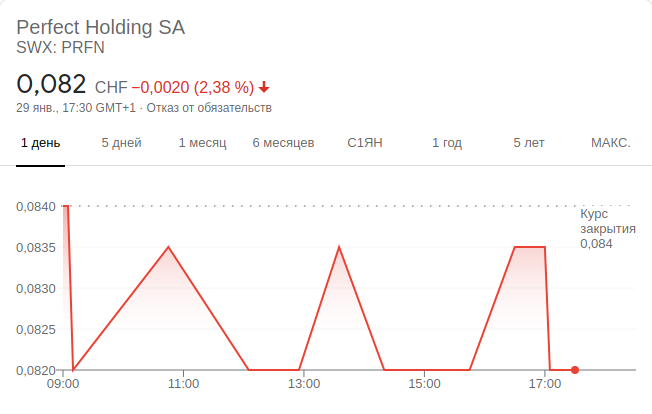 Perfect Holding SA
SWX: PRFN
0,082 CHF −0,0020 (2,38 %)
29 янв., 17:30 GMT+1 · Отказ от обязательств
1 день 5 дней 1 месяц 6 месяцев С1ЯН 1 год 5 лет МАКС.
0,0840
Курс
закрытия
0,084
0,0835
0,0830
0,0825
0,0820
09:00 11:00 13:00 15:00 17:00